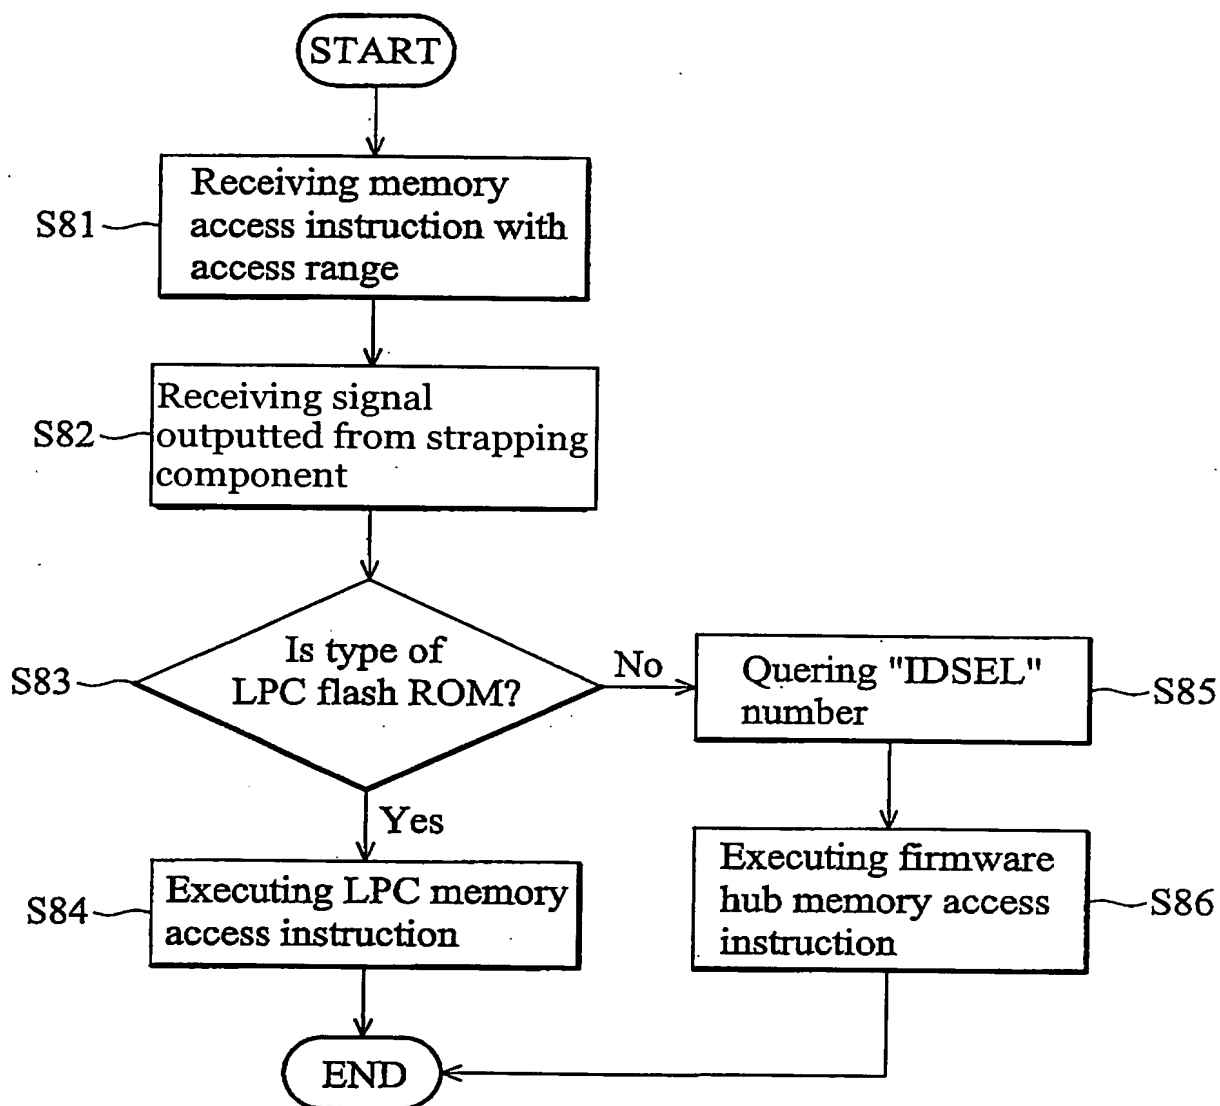 START
S81
Receiving memory
access instruction with
access range
S82
Receiving signal
outputted from strapping
component
S83
Is type of
LPC flash ROM?
No
Quering "IDSEL"
number
S85
Yes
S84
Executing LPC memory
access instruction
Executing firmware
hub memory access
instruction
S86
END